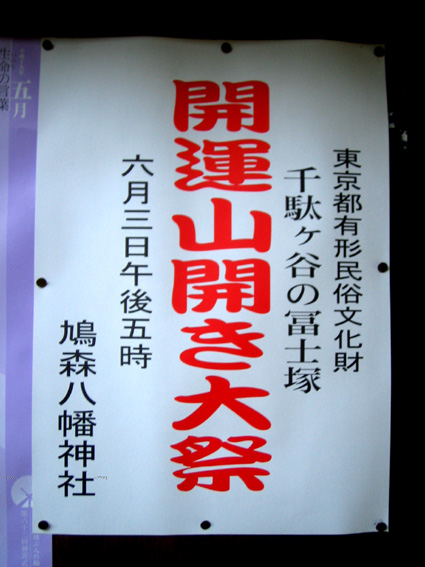 東京都有形民俗文化財
千駄ヶ谷の冨士塚
開運山開き大祭
六月三日午後五時
鳩森八幡神社
五月
生命の言葉